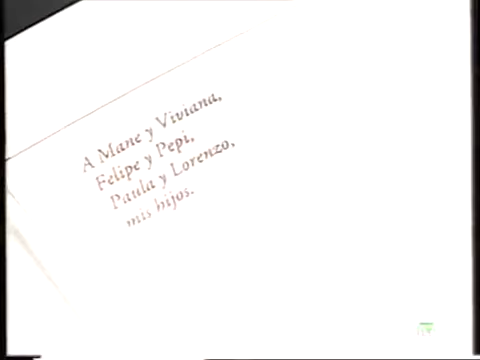 A Mane y Viviana,
Felipe y Pepi,
Paula y Lorenzo,
mis hijos.